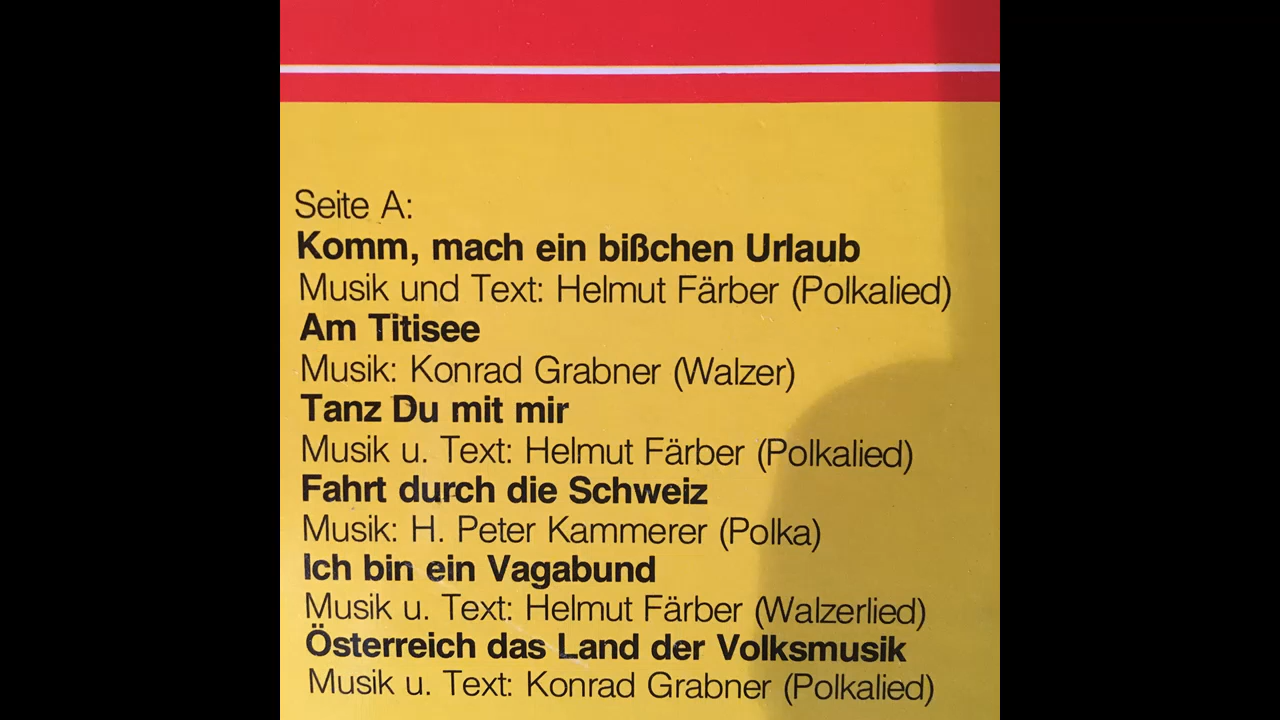 Seite A:
Komm, mach ein bißchen Urlaub
Musik und Text: Helmut Färber (Polkalied)
Am Titisee
Musik: Konrad Grabner (Walzer)
Tanz Du mit mir
Musik u. Text: Helmut Färber (Polkalied)
Fahrt durch die Schweiz
Musik: H. Peter Kammerer (Polka)
Ich bin ein Vagabund
Musik u. Text: Helmut Färber (Walzerlied)
Österreich das Land der Volksmusik
Musik u. Text: Konrad Grabner (Polkalied)